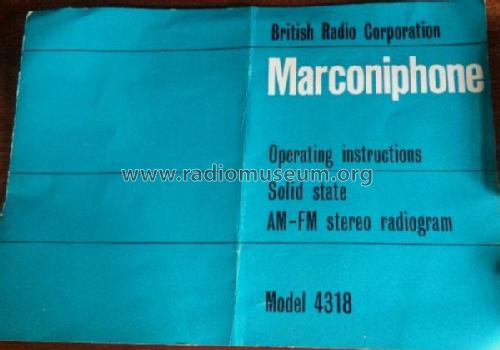 British Radio Corporation
Marconiphone
Operating instructions
www.radiomuseum.org
Solid state
AM-FM stereo radiogram
Model 4318